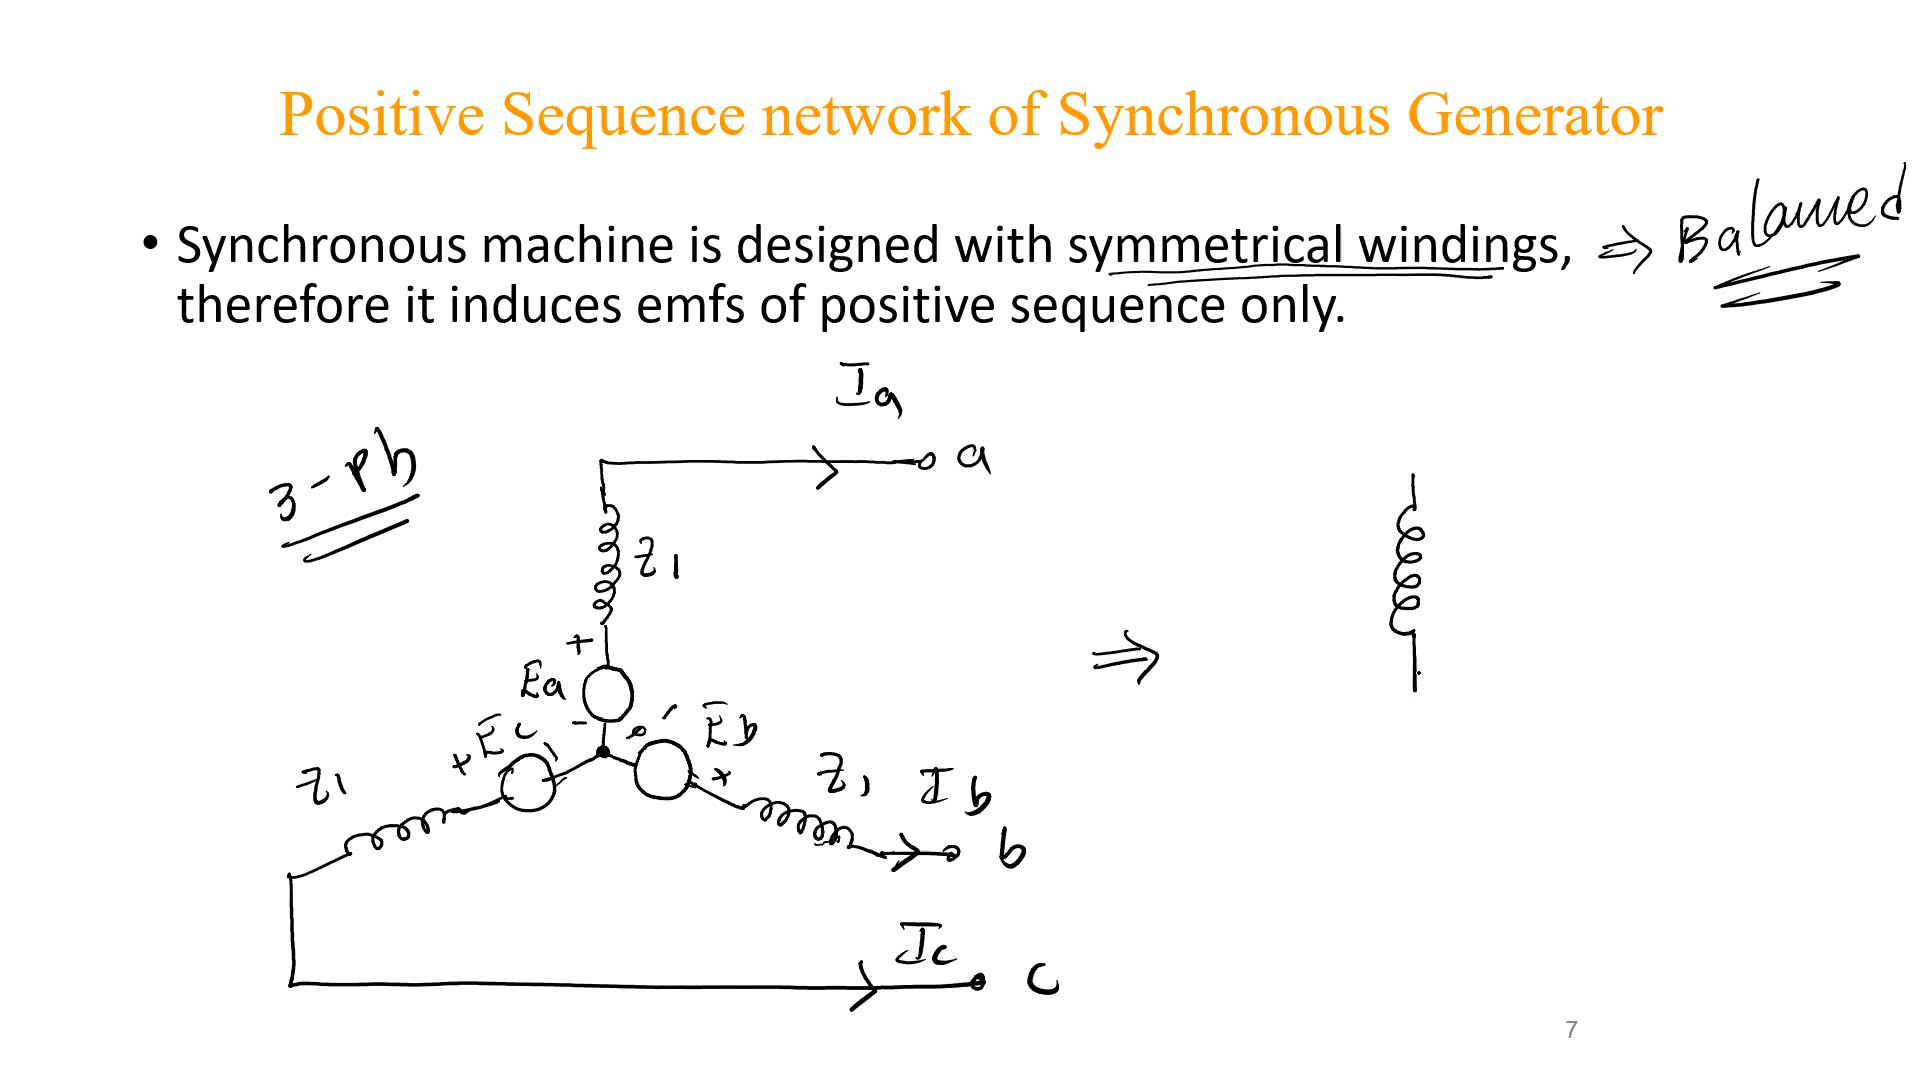 Positive Sequence network of Synchronous Generator
• Synchronous machine is designed with symmetrical windings, ⇒ Balanced
therefore it induces emfs of positive sequence only.
Ia
3-ph
a
Z1
+
Ea
-
Ec
+
Eb
+
Z1
Z1
Ib
b
Ic
c
⇒
7